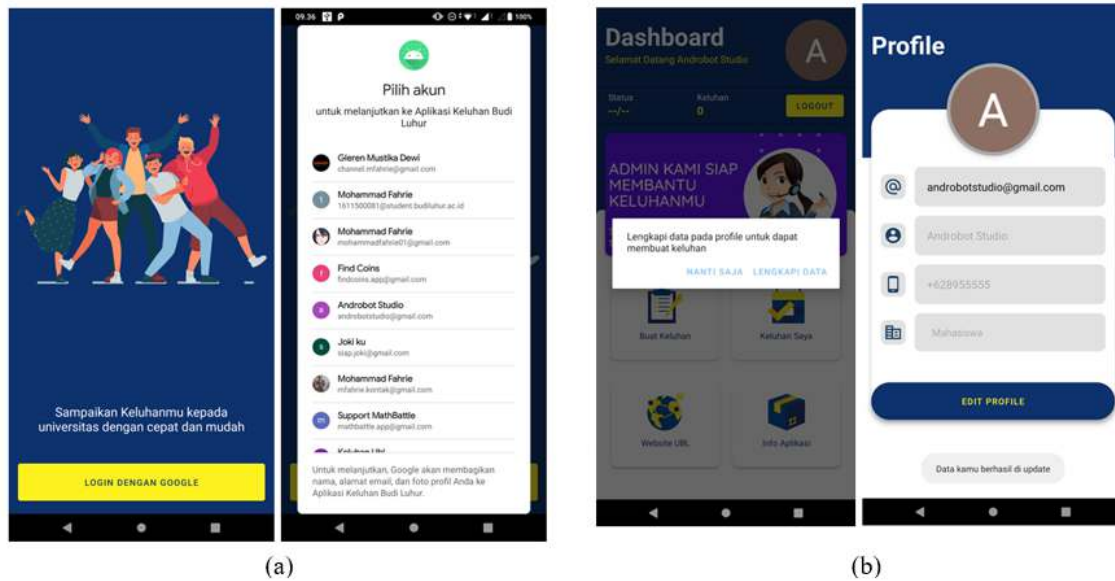 Sampaikan Keluhanmu kepada
universitas dengan cepat dan mudah
LOGIN DENGAN GOOGLE
09.36
100%
Pilih akun
untuk melanjutkan ke Aplikasi Keluhan Budi
Luhur
Gleren Mustika Dewi
channel.mfahrie@gmail.com
Mohammad Fahrie
1611500081@student.budiluhur.ac.id
Mohammad Fahrie
mohammadfahrie01@gmail.com
Find Coins
findcoins.app@gmail.com
Androbot Studio
androbotstudio@gmail.com
Joki ku
siap.joki@gmail.com
Mohammad Fahrie
mfahrie.kontak@gmail.com
m
Support MathBattle
mathbattle.app@gmail.com
Keluhan UBL
Untuk melanjutkan, Google akan membagikan
nama, alamat email, dan foto profil Anda ke
Aplikasi Keluhan Budi Luhur.
(a)
Dashboard
Selamat Datang Androbot Studio
A
Status
--/--
Keluhan
0
LOGOUT
ADMIN KAMI SIAP
MEMBANTU
KELUHANMU
Lengkapi data pada profile untuk dapat
membuat keluhan
NANTI SAJA LENGKAPI DATA
Buat Keluhan
Keluhan Saya
Website UBL
Info Aplikasi
Profile
A
androbotstudio@gmail.com
Androbot Studio
+628955555
Mahasiswa
EDIT PROFILE
Data kamu berhasil di update
(b)